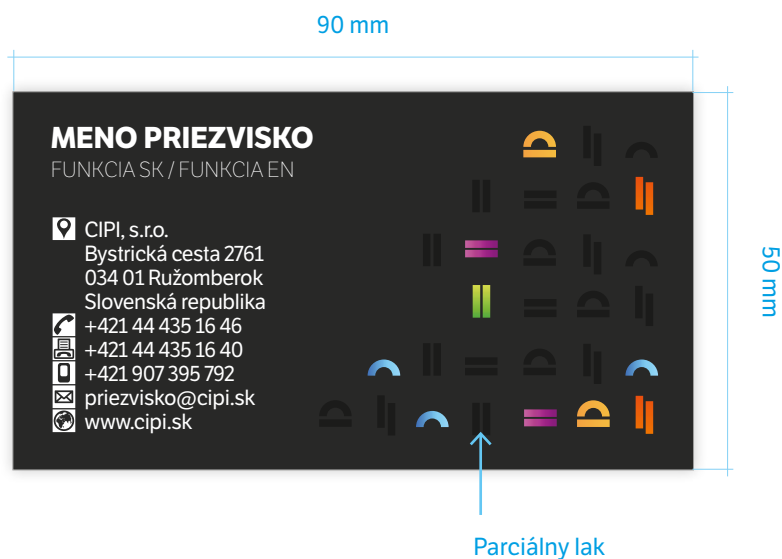 90 mm
MENO PRIEZVISKO
FUNKCIA SK / FUNKCIA EN
CIPI, s.r.o.
Bystrická cesta 2761
034 01 Ružomberok
Slovenská republika
+421 44 435 16 46
+421 44 435 16 40
+421 907 395 792
priezvisko@cipi.sk
www.cipi.sk
50 mm
Parciálny lak